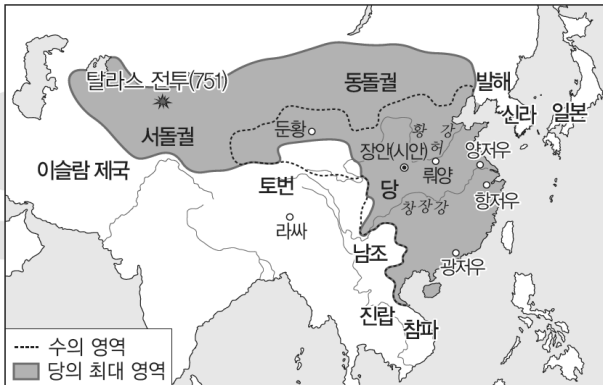 탈라스 전투(751)
동돌궐
발해
서돌궐
둔황
신라
일본
황허강
장안(시안)
뤄양
양저우
이슬람 제국
토번
당
창장강
항저우
라싸
남조
광저우
진랍
참파
수의 영역
당의 최대 영역